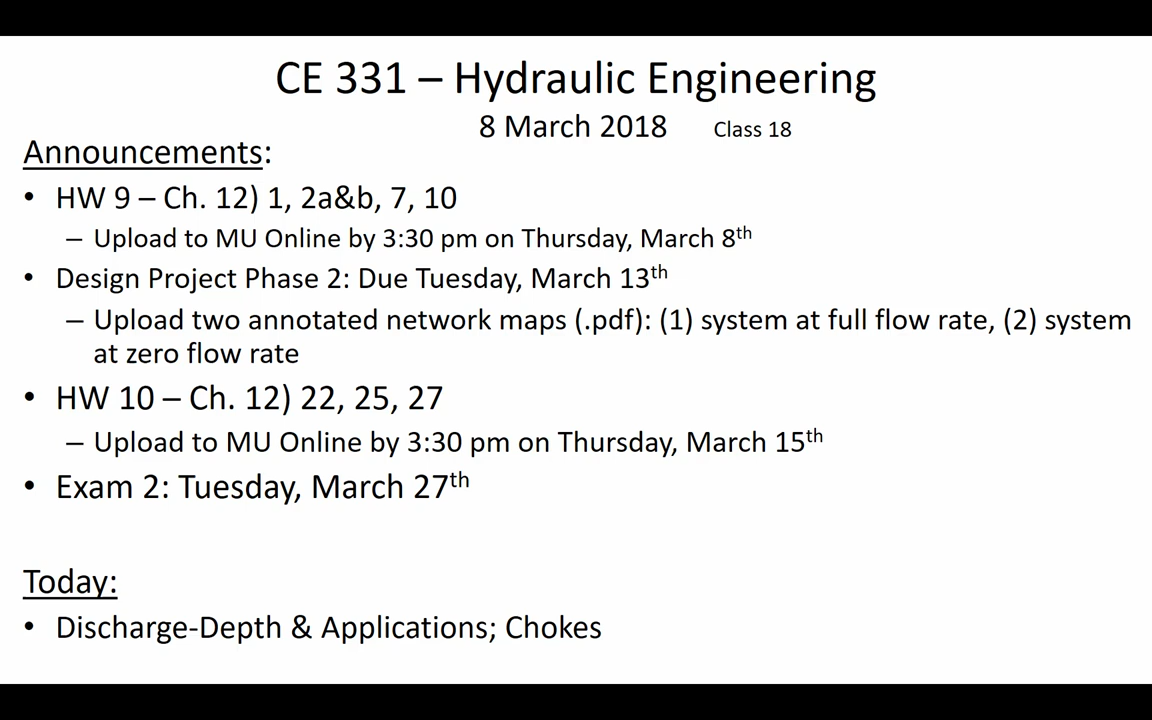 CE 331 – Hydraulic Engineering
8 March 2018 Class 18
Announcements:
• HW 9 – Ch. 12) 1, 2a&b, 7, 10
– Upload to MU Online by 3:30 pm on Thursday, March 8th
• Design Project Phase 2: Due Tuesday, March 13th
– Upload two annotated network maps (.pdf): (1) system at full flow rate, (2) system
at zero flow rate
• HW 10 – Ch. 12) 22, 25, 27
– Upload to MU Online by 3:30 pm on Thursday, March 15th
• Exam 2: Tuesday, March 27th
Today:
• Discharge-Depth & Applications; Chokes